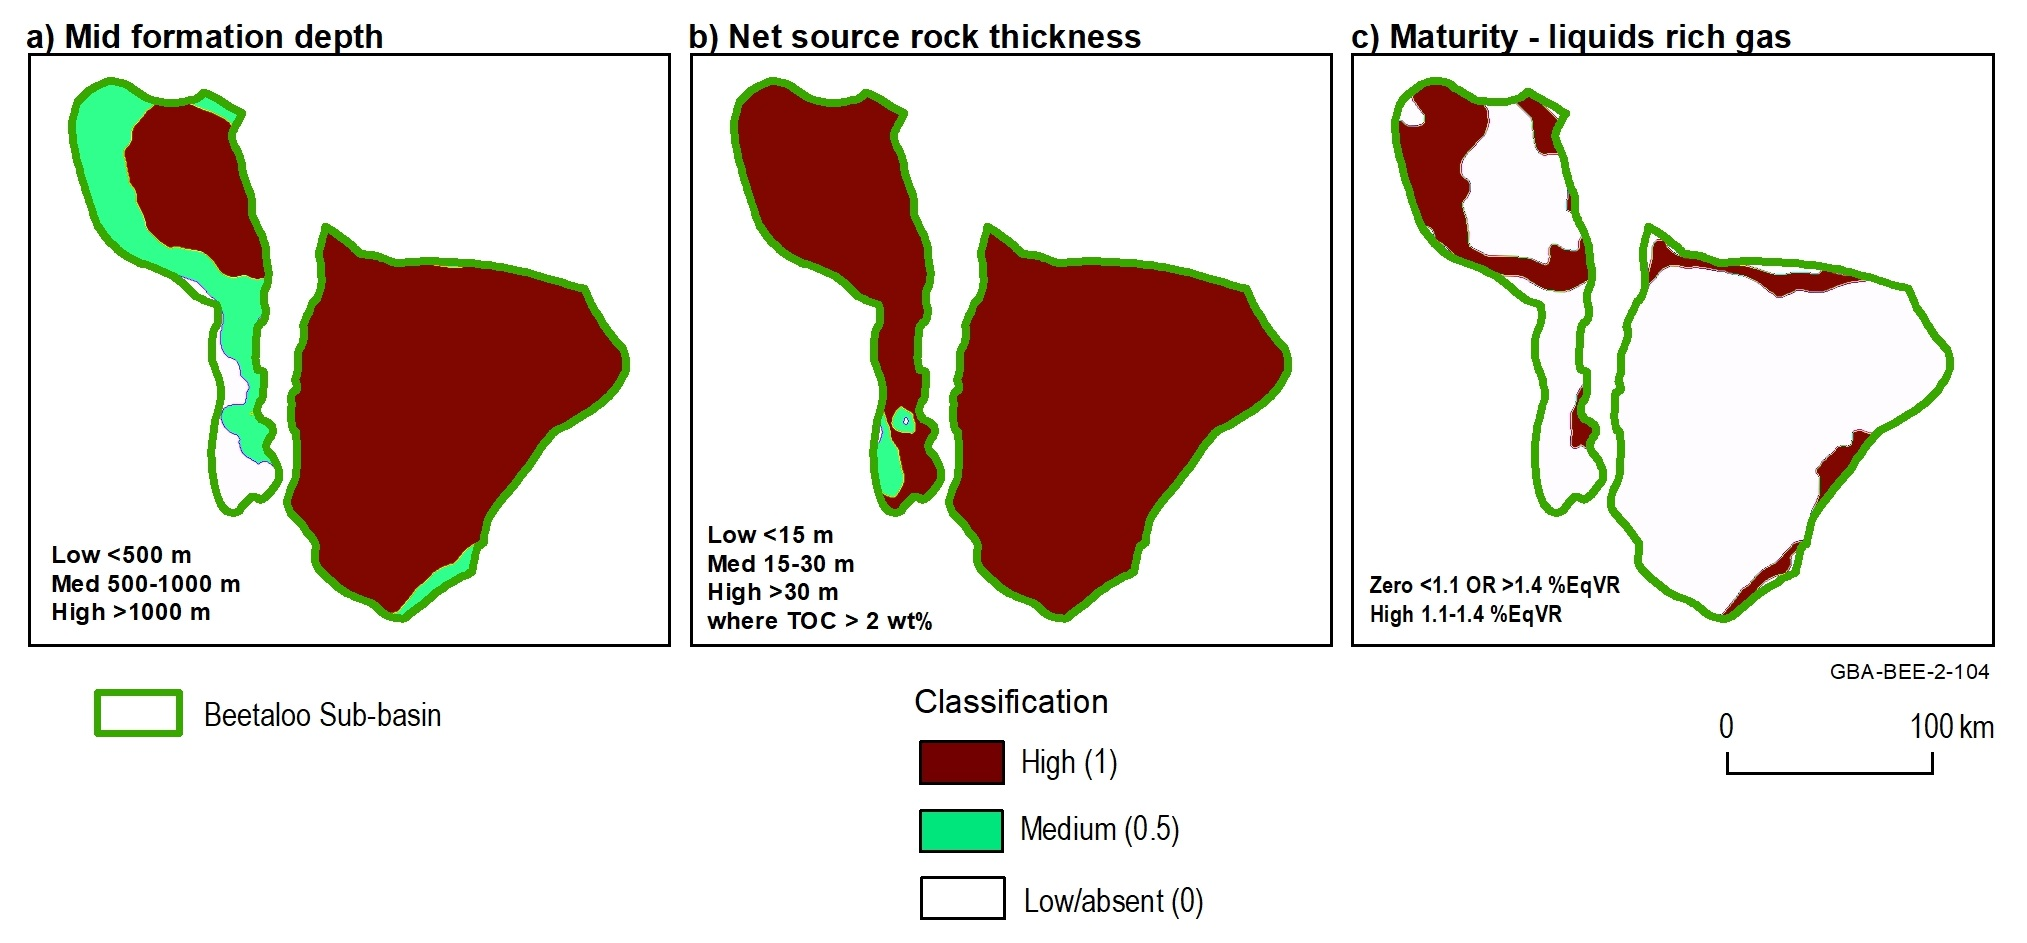 a) Mid formation depth
b) Net source rock thickness
c) Maturity - liquids rich gas
Low <500 m
Med 500-1000 m
High >1000 m
Low <15 m
Med 15-30 m
High >30 m
where TOC > 2 wt%
Zero <1.1 OR >1.4 %EqVR
High 1.1-1.4 %EqVR
GBA-BEE-2-104
Beetaloo Sub-basin
Classification
High (1)
Medium (0.5)
Low/absent (0)
0 100 km